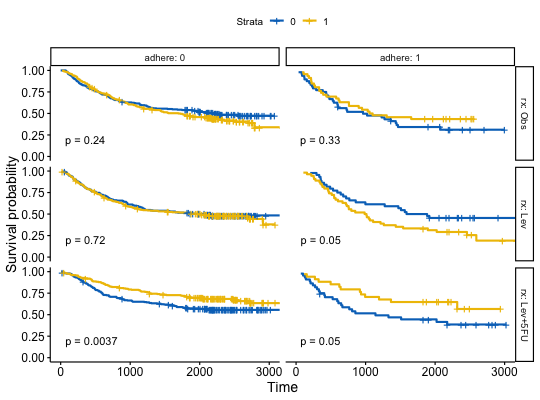 Strata 0 1
adhere: 0 adhere: 1
Survival probability
1.00
0.75
0.50
0.25
0.00
p = 0.24
p = 0.33
rx: Obs
1.00
0.75
0.50
0.25
0.00
p = 0.72
p = 0.05
rx: Lev
1.00
0.75
0.50
0.25
0.00
p = 0.0037
p = 0.05
rx: Lev+5FU
0 1000 2000 3000 0 1000 2000 3000
Time